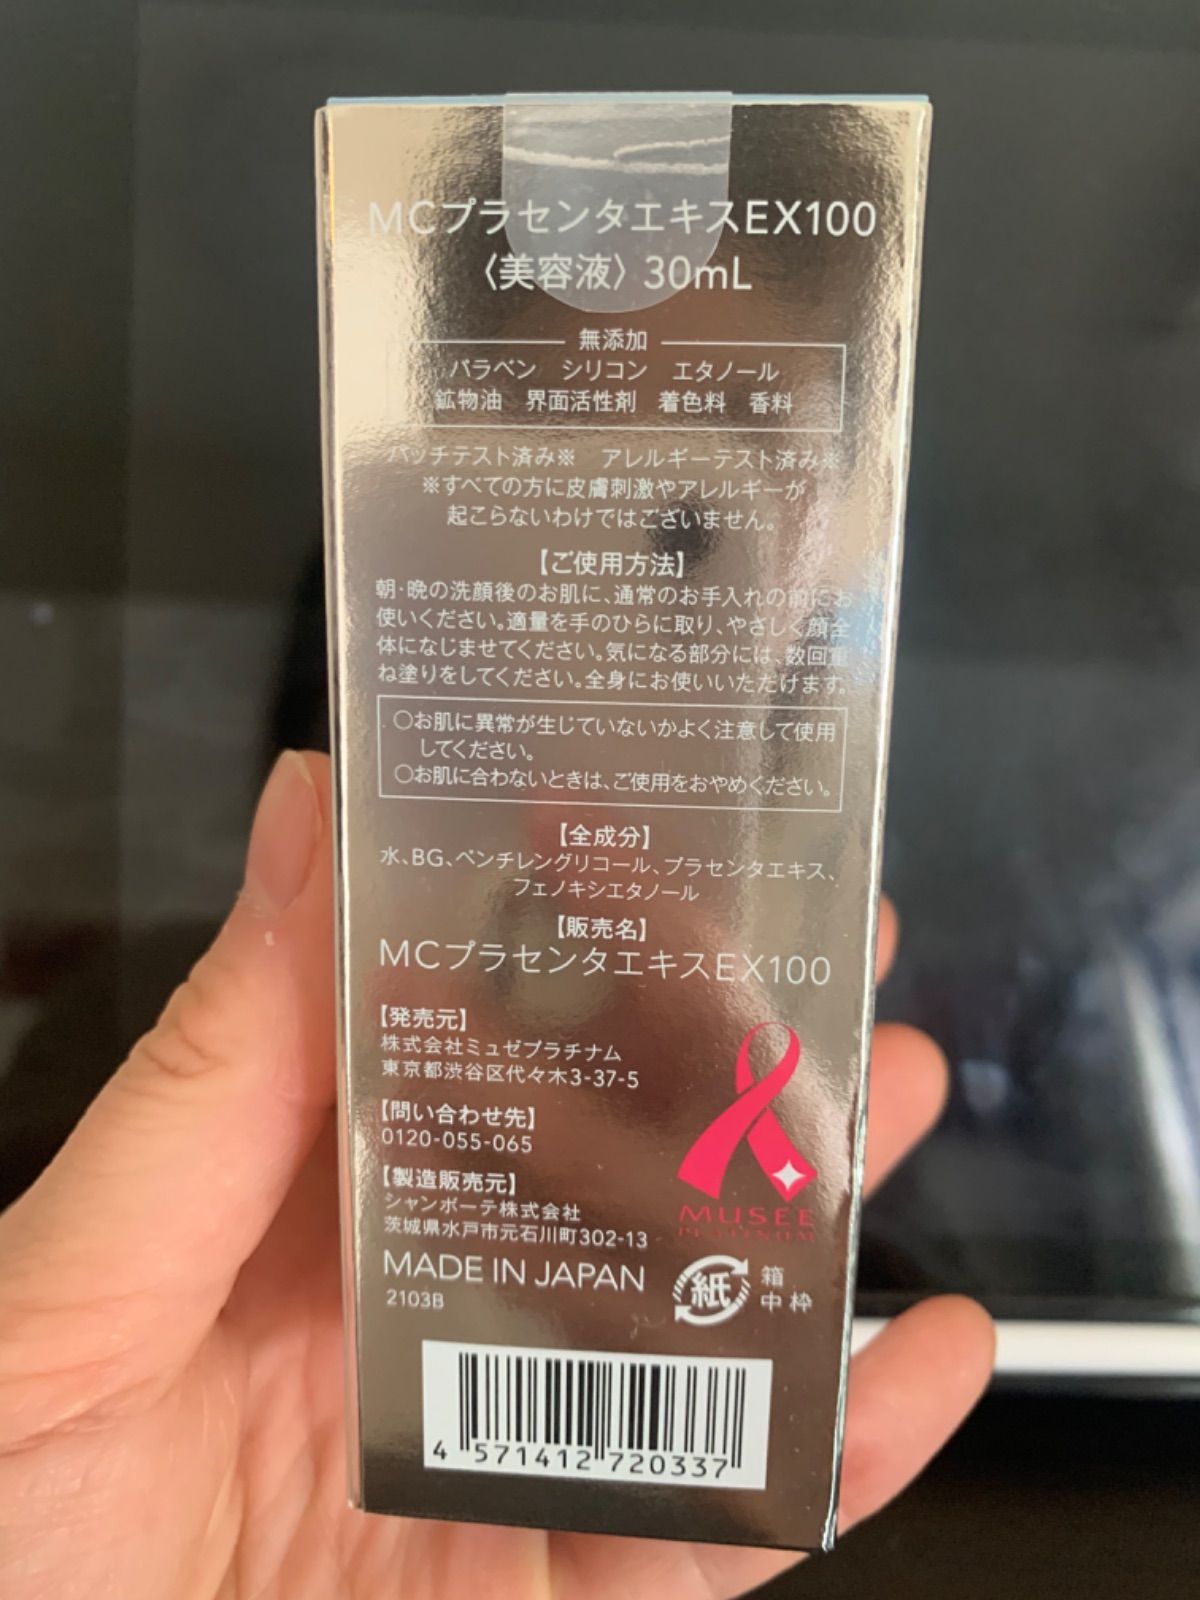 MCプラセンタエキスEX100
〈美容液〉30mL
無添加
パラベン シリコン エタノール
鉱物油 界面活性剤 着色料 香料
パッチテスト済み※ アレルギーテスト済み※
※すべての方に皮膚刺激やアレルギーが
起こらないわけではございません。
【ご使用方法】
朝・晩の洗顔後のお肌に、通常のお手入れの前にお
使いください。適量を手のひらに取り、やさしく顔全
体になじませてください。気になる部分には、数回重
ね塗りをしてください。全身にお使いいただけます。
○お肌に異常が生じていないかよく注意して使用
してください。
○お肌に合わないときは、ご使用をおやめください。
【全成分】
水、BG、ペンチレングリコール、プラセンタエキス、
フェノキシエタノール
【販売名】
MCプラセンタエキスEX100
【発売元】
株式会社ミュゼプラチナム
東京都渋谷区代々木3-37-5
【問い合わせ先】
0120-055-065
【製造販売元】
シャンボーテ株式会社
茨城県水戸市元石川町302-13
MADE IN JAPAN
2103B
MUSEE
PLATINUM
紙
箱
中枠
4 571412 720337